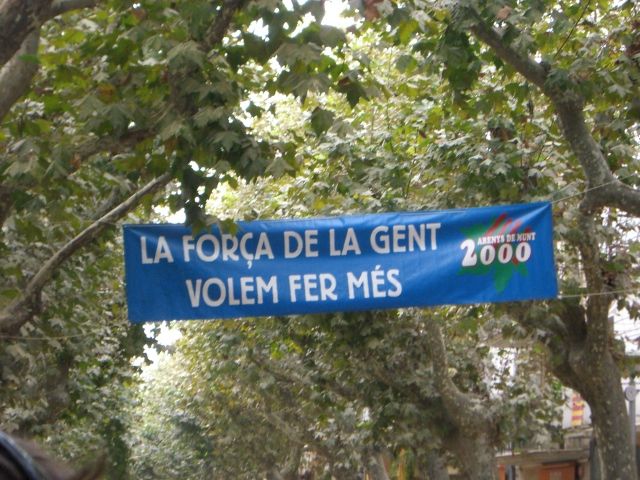 LA FORÇA DE LA GENT
VOLEM FER MÉS
ARENYS DE MUNT
2000